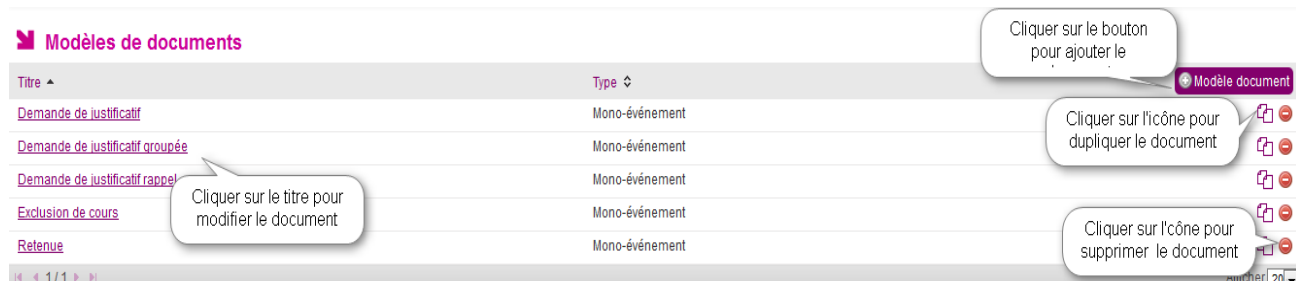 Modèles de documents
Cliquer sur le bouton
pour ajouter le
Titre Type
Modèle document
Demande de justificatif Mono-événement
Cliquer sur l'icône pour
dupliquer le document
Demande de justificatif groupée Mono-événement
Demande de justificatif rappel Mono-événement
Cliquer sur le titre pour
modifier le document
Exclusion de cours Mono-événement
Cliquer sur l'cône pour
supprimer le document
Retenue Mono-événement
1 / 1 Afficher 20